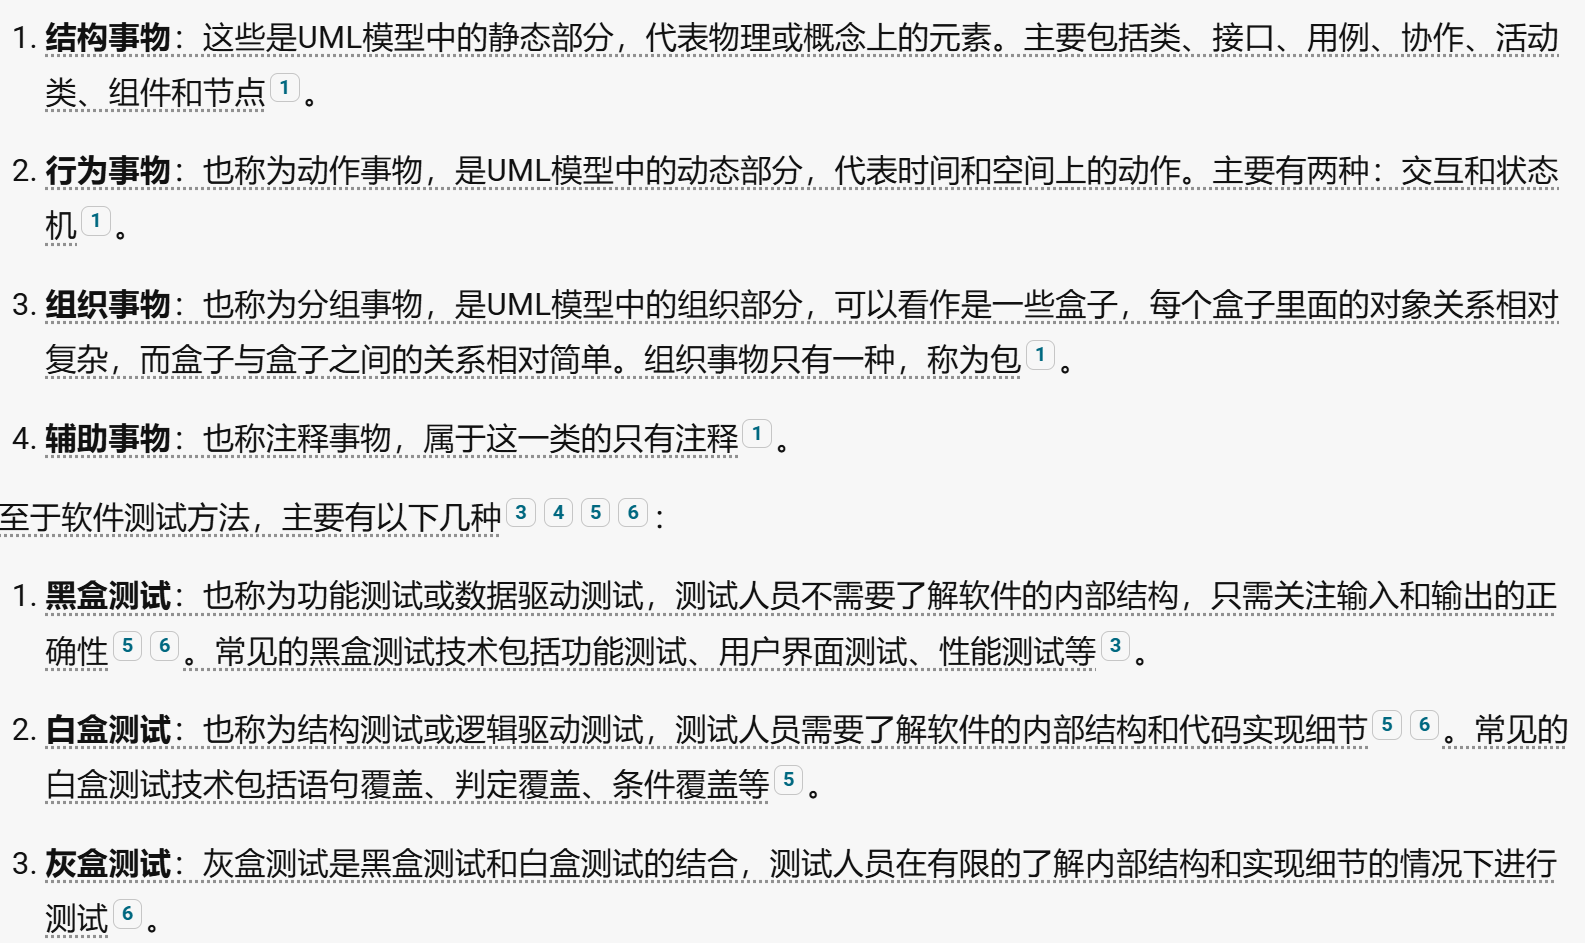 1. 结构事物：这些是UML模型中的静态部分，代表物理或概念上的元素。主要包括类、接口、用例、协作、活动
类、组件和节点 1 。
2. 行为事物：也称为动作事物，是UML模型中的动态部分，代表时间和空间上的动作。主要有两种：交互和状态
机 1 。
3. 组织事物：也称为分组事物，是UML模型中的组织部分，可以看作是一些盒子，每个盒子里面的对象关系相对
复杂，而盒子与盒子之间的关系相对简单。组织事物只有一种，称为包 1 。
4. 辅助事物：也称注释事物，属于这一类的只有注释 1 。
至于软件测试方法，主要有以下几种 3 4 5 6 ：
1. 黑盒测试：也称为功能测试或数据驱动测试，测试人员不需要了解软件的内部结构，只需关注输入和输出的正
确性 5 6 。常见的黑盒测试技术包括功能测试、用户界面测试、性能测试等 3 。
2. 白盒测试：也称为结构测试或逻辑驱动测试，测试人员需要了解软件的内部结构和代码实现细节 5 6 。常见的
白盒测试技术包括语句覆盖、判定覆盖、条件覆盖等 5 。
3. 灰盒测试：灰盒测试是黑盒测试和白盒测试的结合，测试人员在有限的了解内部结构和实现细节的情况下进行
测试 6 。